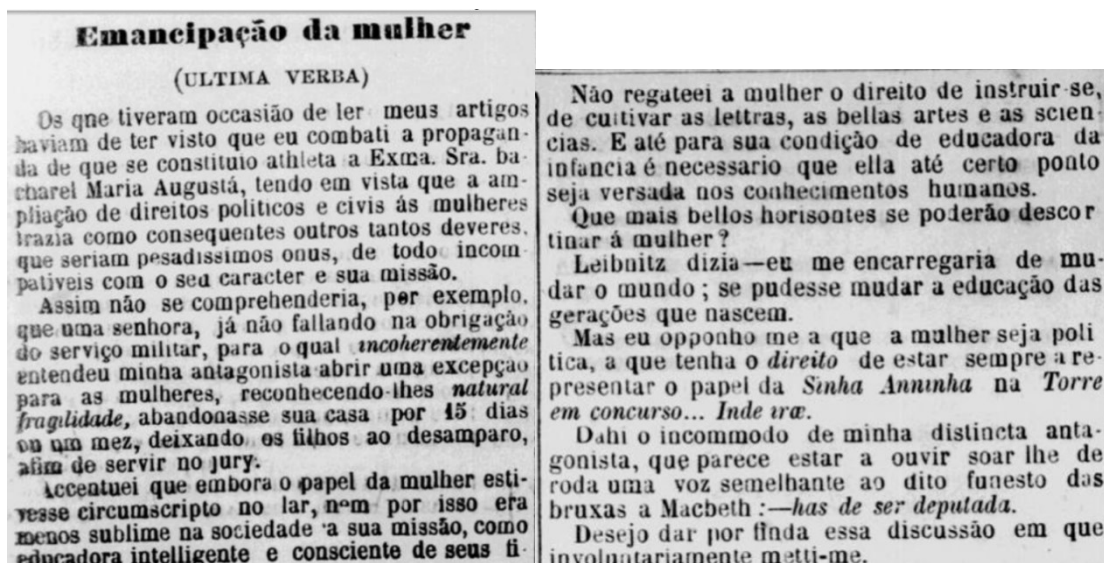 Emancipação da mulher
(ULTIMA VERBA)
Os qne tiveram occasião de ler meus artigos
haviam de ter visto que eu combati a propagan-
da de que se constituio athleta a Exma. Sra. ba-
charel Maria Augustá, tendo em vista que a am-
pliação de direitos politicos e civis ás mulheres
trazia como consequentes outros tantos deveres,
que seriam pesadissimos onus, de todo incom-
pativeis com o seu caracter e sua missão.
Assim não se comprehenderia, por exemplo,
que uma senhora, já não fallando na obrigação
do serviço militar, para o qual incoherentemente
entendeu minha antagonista abrir uma excepção
para as mulheres, reconhecendo-lhes natural
fragilidade, abandonasse sua casa por 15 dias
ou um mez, deixando os filhos ao desamparo,
afim de servir no jury.
Accentuei que embora o papel da mulher esti-
vesse circumscripto no lar, nem por isso era
menos sublime na sociedade a sua missão, como
educadora intelligente e consciente de seus fi-
Não regateei a mulher o direito de instruir-se,
de cultivar as lettras, as bellas artes e as scien-
cias. E até para sua condição de educadora da
infancia é necessario que ella até certo ponto
seja versada nos conhecimentos humanos.
Que mais bellos horisontes se poderão descor
tinar á mulher?
Leibnitz dizia—eu me encarregaria de mu-
dar o mundo; se pudesse mudar a educação das
gerações que nascem.
Mas eu opponho me a que a mulher seja poli
tica, a que tenha o direito de estar sempre a re-
presentar o papel da Sinha Anninha na Torre
em concurso... Inde iræ.
Dahi o incommodo de minha distincta anta-
gonista, que parece estar a ouvir soar lhe de
roda uma voz semelhante ao dito funesto das
bruxas a Macbeth:—has de ser deputada.
Desejo dar por finda essa discussão em que
involuntariamente metti-me.